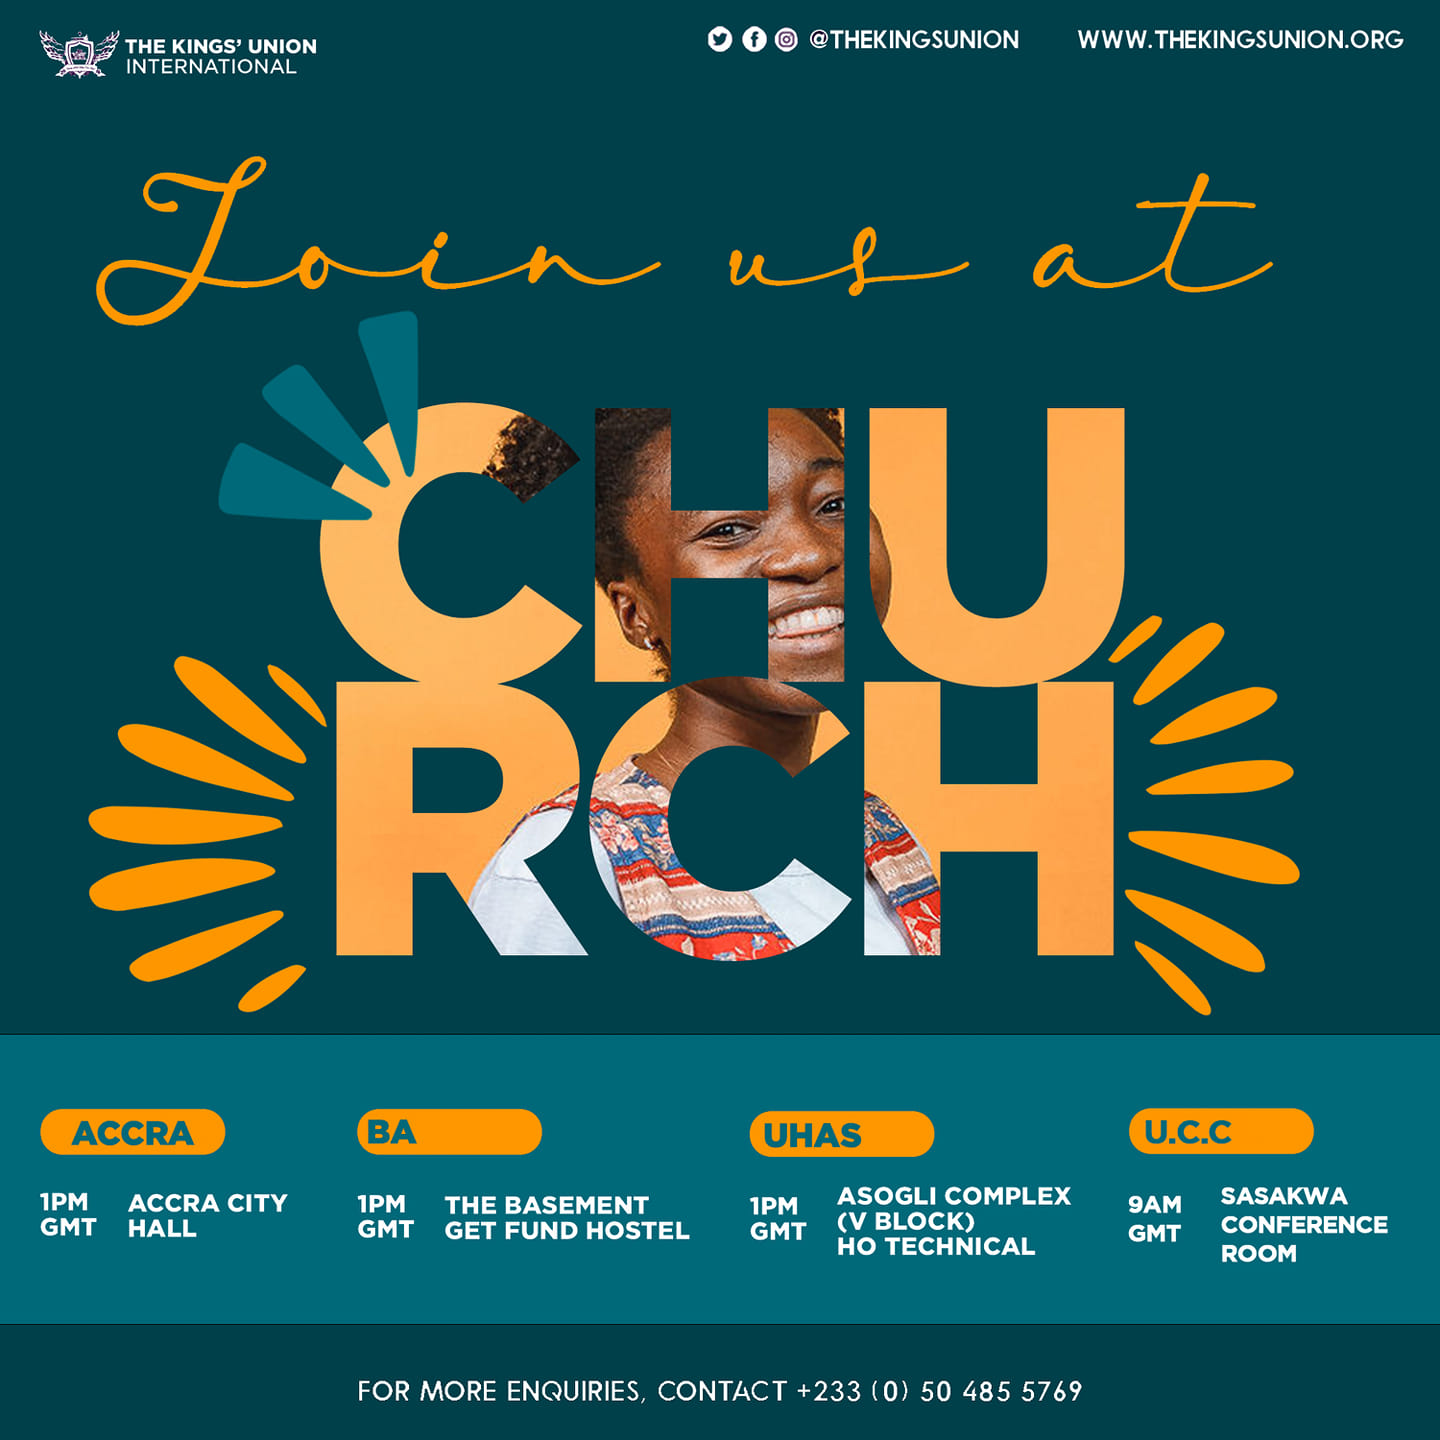 THE KINGS' UNION
INTERNATIONAL
@THEKINGSUNION
WWW.THEKINGSUNION.ORG
Join us at
CHU
RCH
ACCRA
1PM
GMT
ACCRA CITY
HALL
BA
1PM
GMT
THE BASEMENT
GET FUND HOSTEL
UHAS
1PM
GMT
ASOGLI COMPLEX
(V BLOCK)
HO TECHNICAL
U.C.C
9AM
GMT
SASAKWA
CONFERENCE
ROOM
FOR MORE ENQUIRIES, CONTACT +233 (0) 50 485 5769